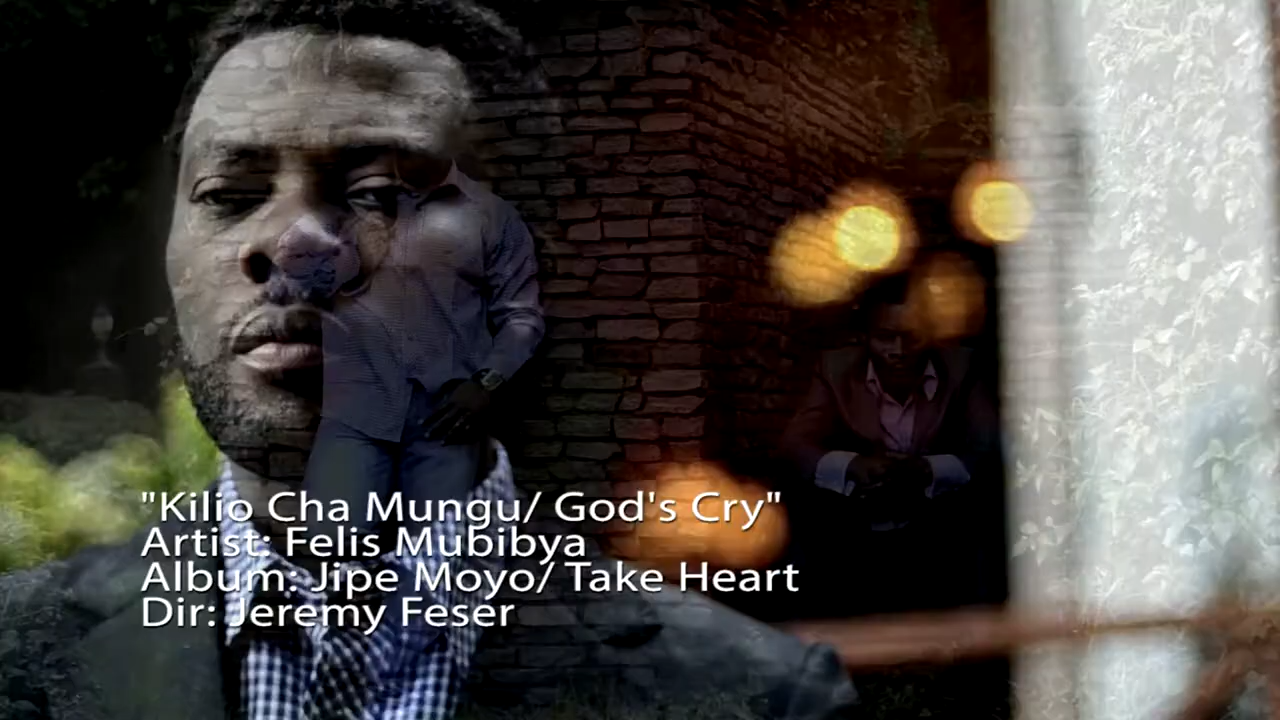 "Kilio Cha Mungu/ God's Cry"
Artist: Felis Mubibya
Album: Jipe Moyo/ Take Heart
Dir: Jeremy Feser